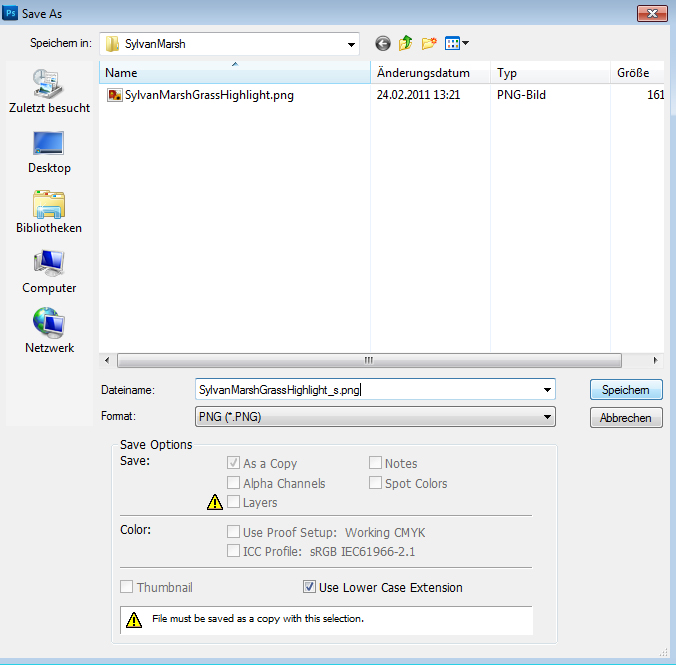 Ps Save As
Speichern in: SylvanMarsh
Name Änderungsdatum Typ Größe
SylvanMarshGrassHighlight.png 24.02.2011 13:21 PNG-Bild 161
Zuletzt besucht
Desktop
Bibliotheken
Computer
Netzwerk
Dateiname: SylvanMarshGrassHighlight_s.png Speichern
Format: PNG (*.PNG) Abbrechen
Save Options
Save: As a Copy Notes
Alpha Channels Spot Colors
Layers
Color: Use Proof Setup: Working CMYK
ICC Profile: sRGB IEC61966-2.1
Thumbnail Use Lower Case Extension
File must be saved as a copy with this selection.